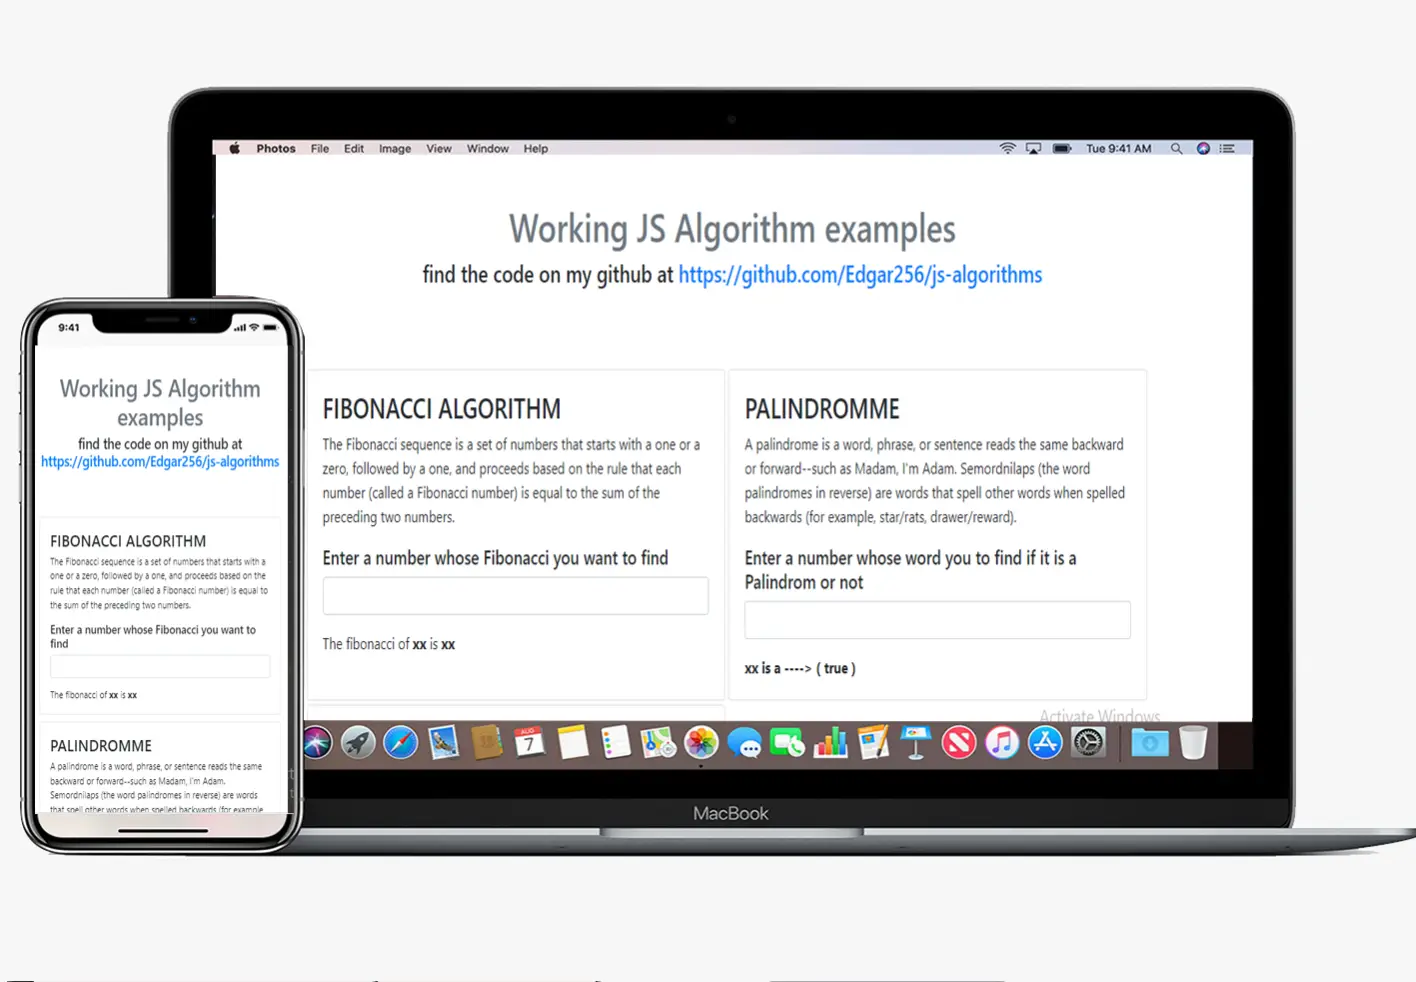 Photos File Edit Image View Window Help
Tue 9:41 AM
Working JS Algorithm examples
find the code on my github at https://github.com/Edgar256/js-algorithms
FIBONACCI ALGORITHM
The Fibonacci sequence is a set of numbers that starts with a one or a
zero, followed by a one, and proceeds based on the rule that each
number (called a Fibonacci number) is equal to the sum of the
preceding two numbers.
Enter a number whose Fibonacci you want to find
The fibonacci of xx is xx
PALINDROMME
A palindrome is a word, phrase, or sentence reads the same backward
or forward--such as Madam, I'm Adam. Semordnilaps (the word
palindromes in reverse) are words that spell other words when spelled
backwards (for example, star/rats, drawer/reward).
Enter a number whose word you to find if it is a
Palindrom or not
xx is a ----> ( true )
Activate Windows
AUG
7
MacBook
9:41
Working JS Algorithm
examples
find the code on my github at
https://github.com/Edgar256/js-algorithms
FIBONACCI ALGORITHM
The Fibonacci sequence is a set of numbers that starts with a
one or a zero, followed by a one, and proceeds based on the
rule that each number (called a Fibonacci number) is equal to
the sum of the preceding two numbers.
Enter a number whose Fibonacci you want to
find
The fibonacci of xx is xx
PALINDROMME
A palindrome is a word, phrase, or sentence reads the same
backward or forward--such as Madam, I'm Adam.
Semordnilaps (the word palindromes in reverse) are words
that spell other words when spelled backwards (for example